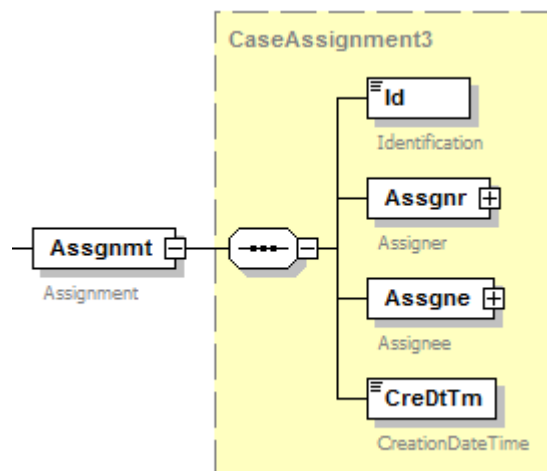 CaseAssignment3
Id
Identification
Assgnr
Assigner
Assgnmt
Assignment
Assgne
Assignee
CreDtTm
CreationDateTime